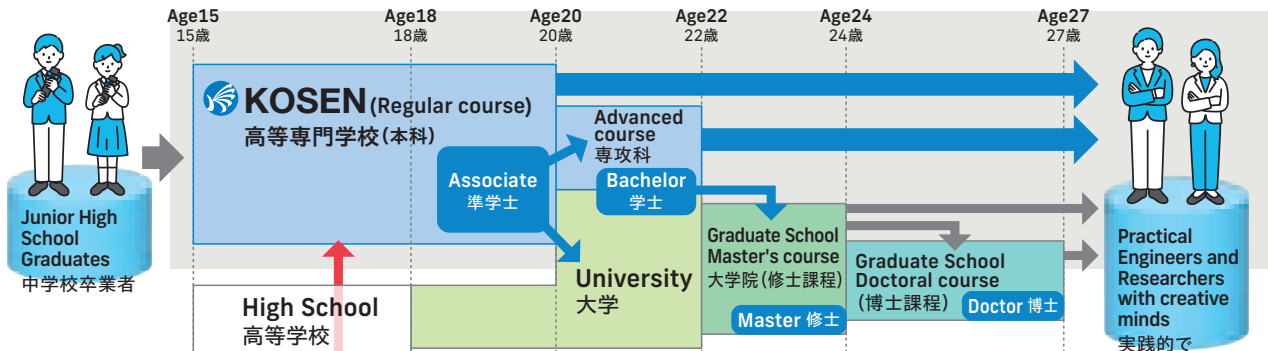 Age15
15歳
Age18
18歳
Age20
20歳
Age22
22歳
Age24
24歳
Age27
27歳
Junior High
School
Graduates
中学校卒業者
KOSEN (Regular course)
高等専門学校(本科)
Associate
準学士
Advanced
course
専攻科
Bachelor
学士
High School
高等学校
University
大学
Graduate School
Master's course
大学院(修士課程)
Master 修士
Graduate School
Doctoral course
(博士課程)
Doctor 博士
Practical
Engineers and
Researchers
with creative
minds
実践的で